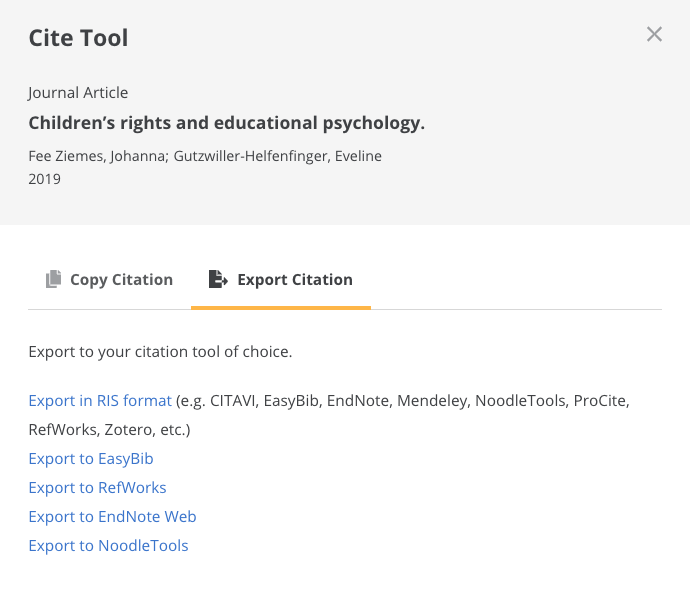 Cite Tool
Journal Article
Children’s rights and educational psychology.
Fee Ziemes, Johanna; Gutzwiller-Helfenfinger, Eveline
2019
Copy Citation
Export Citation
Export to your citation tool of choice.
Export in RIS format (e.g. CITAVI, EasyBib, EndNote, Mendeley, NoodleTools, ProCite,
RefWorks, Zotero, etc.)
Export to EasyBib
Export to RefWorks
Export to EndNote Web
Export to NoodleTools